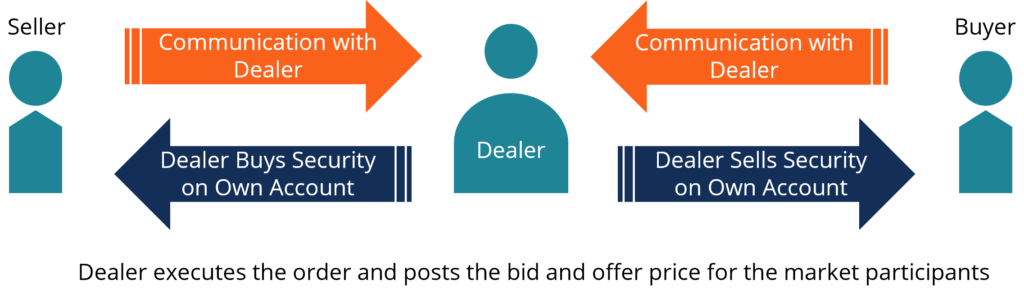 Seller
Buyer
Communication with
Dealer
Communication with
Dealer
Dealer
Dealer Buys Security
on Own Account
Dealer Sells Security
on Own Account
Dealer executes the order and posts the bid and offer price for the market participants